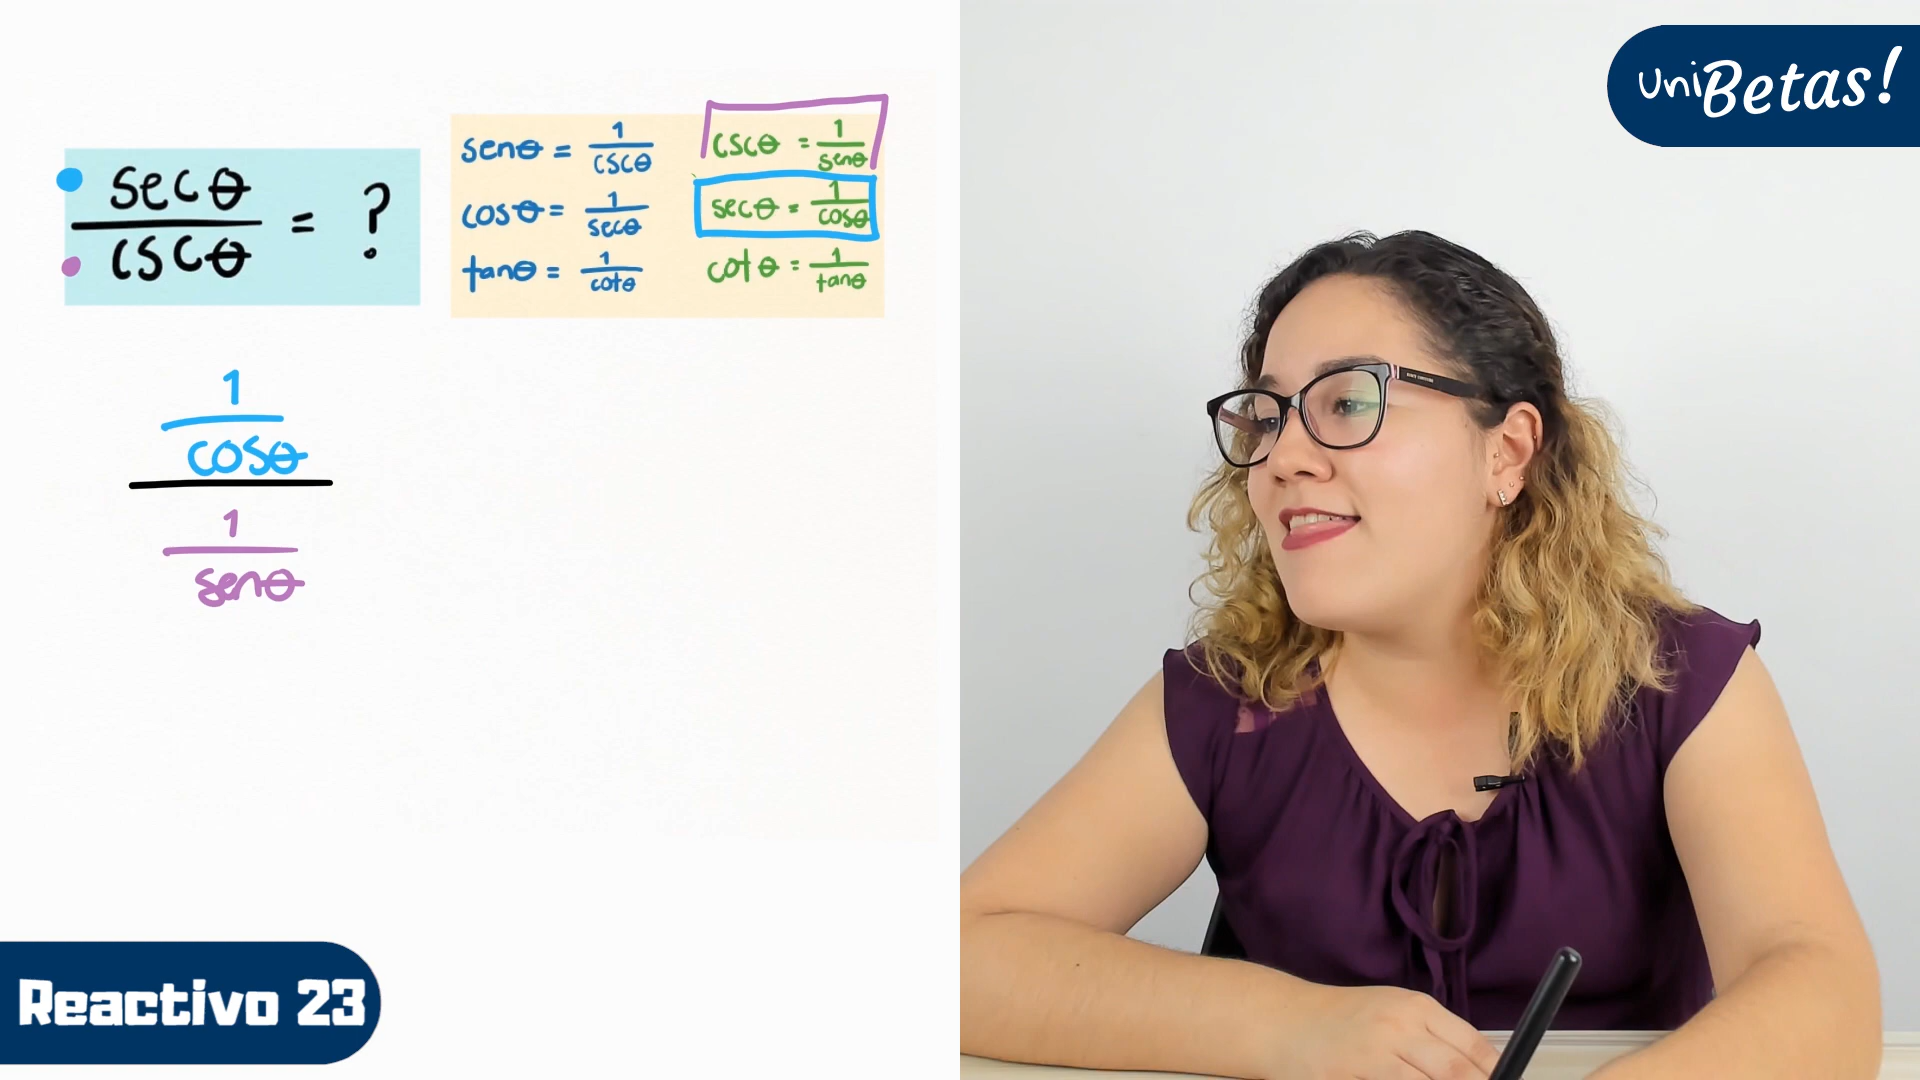 uniBetas!
secθ
cscθ
= ?
senθ = 1/cscθ
cosθ = 1/secθ
tanθ = 1/cotθ
cscθ = 1/senθ
secθ = 1/cosθ
cotθ = 1/tanθ
1
cosθ
1
senθ
Reactivo 23